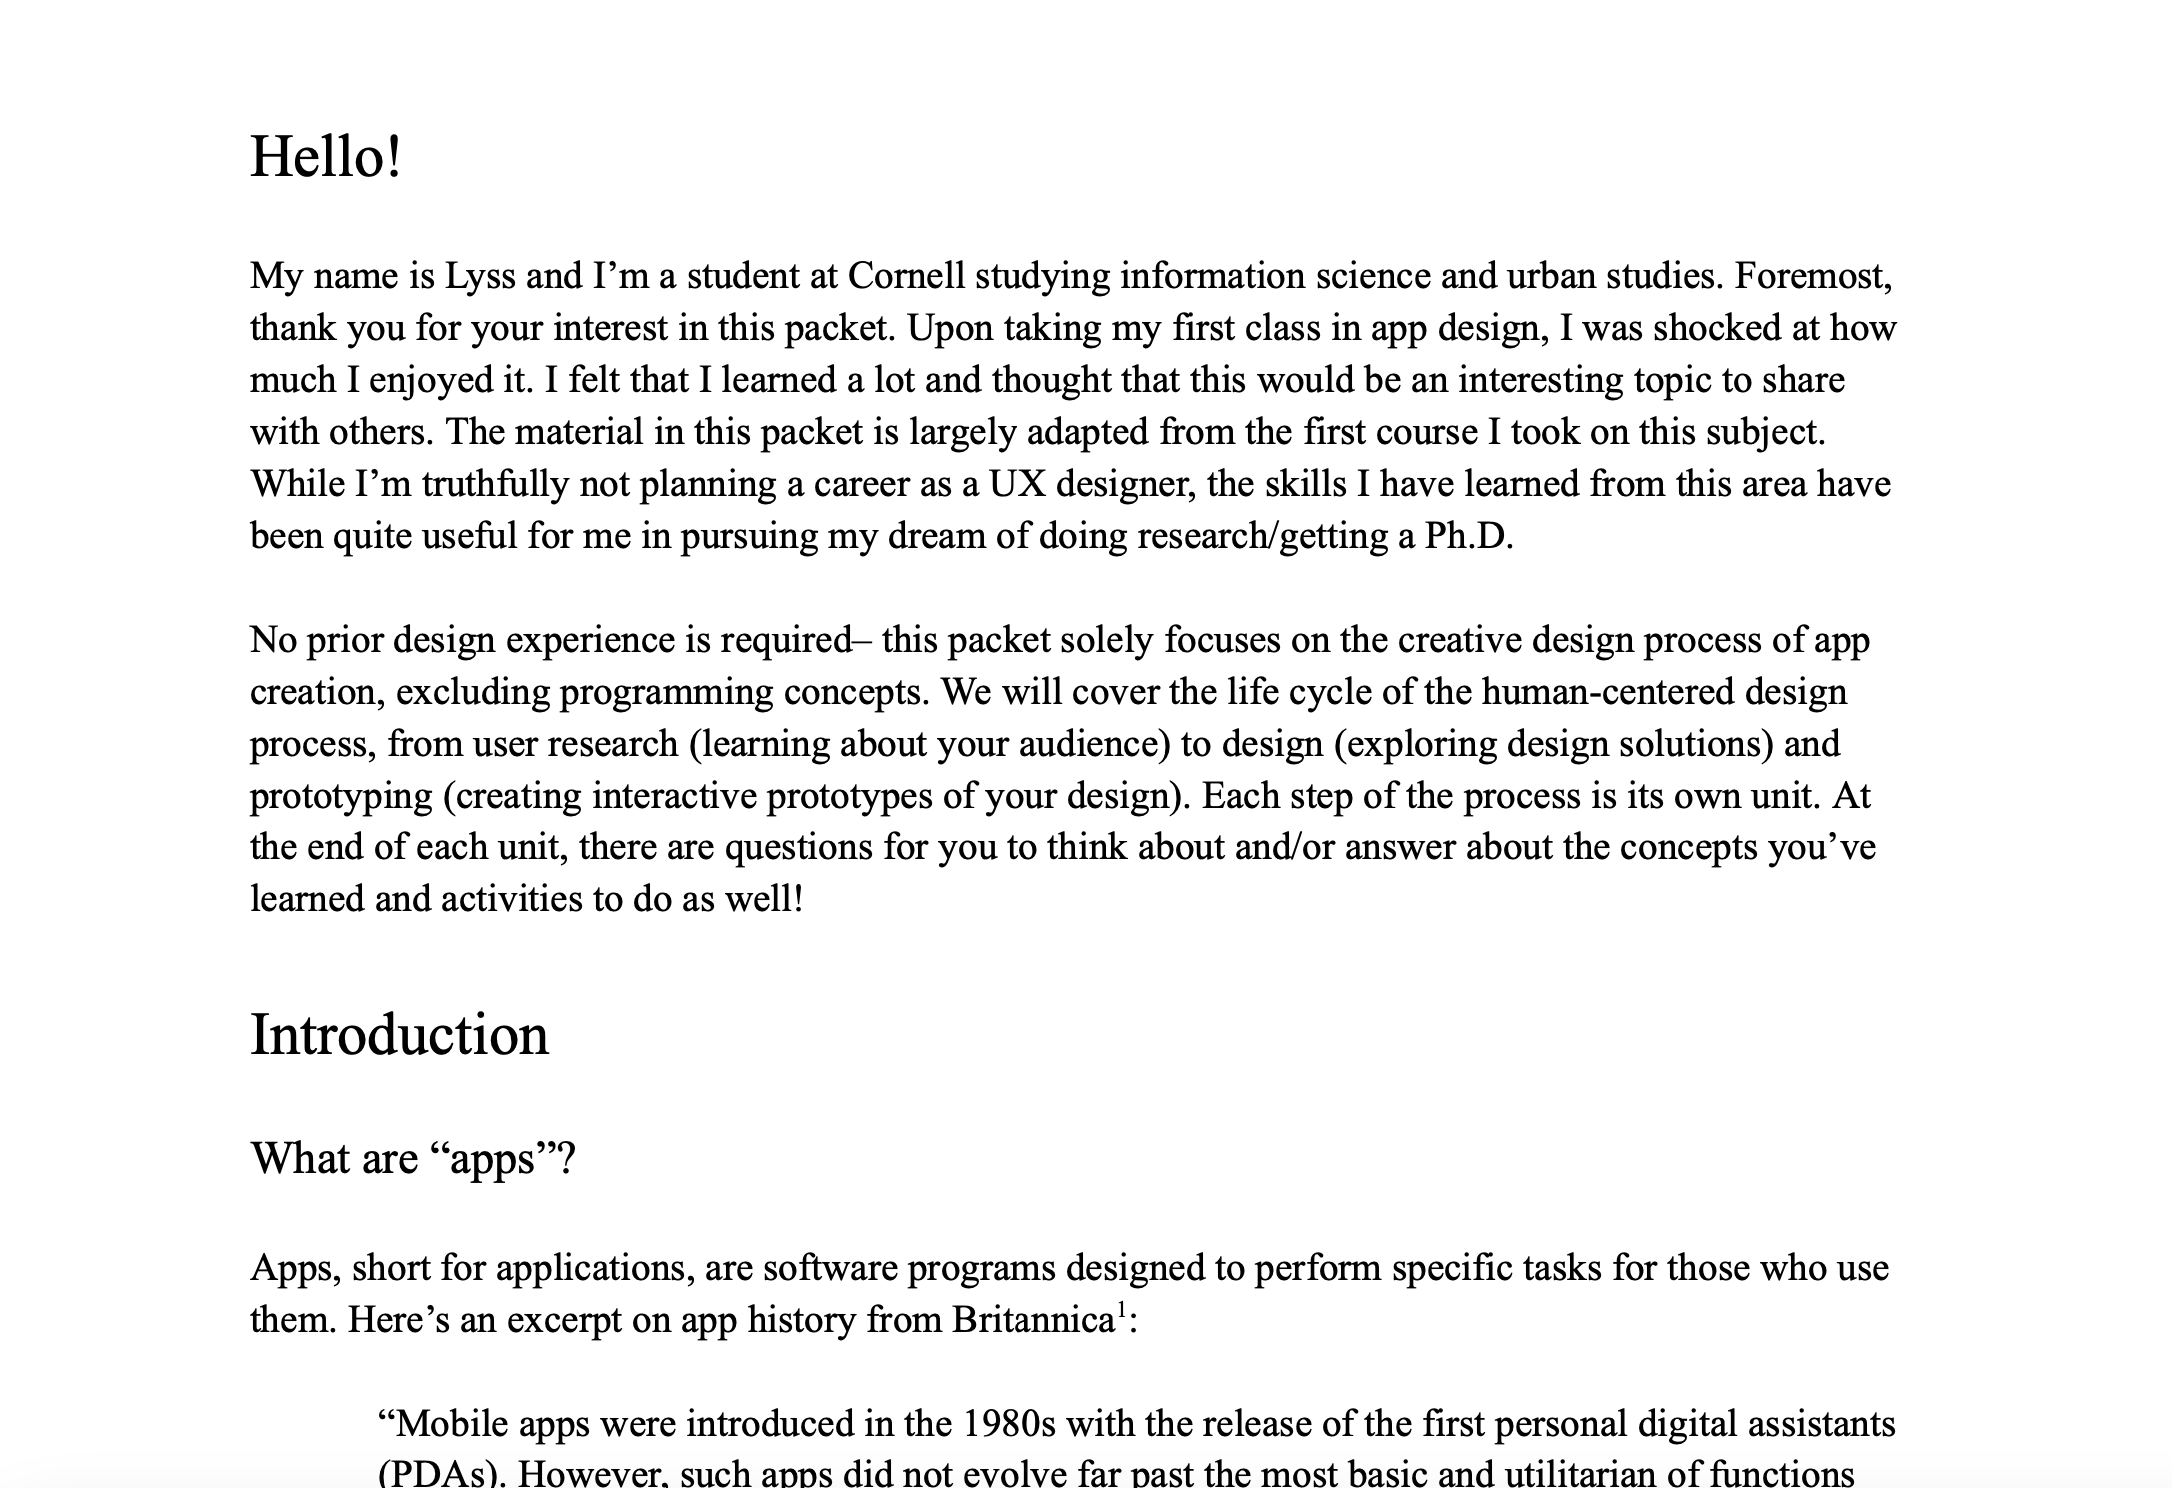 Hello!
My name is Lyss and I’m a student at Cornell studying information science and urban studies. Foremost,
thank you for your interest in this packet. Upon taking my first class in app design, I was shocked at how
much I enjoyed it. I felt that I learned a lot and thought that this would be an interesting topic to share
with others. The material in this packet is largely adapted from the first course I took on this subject.
While I’m truthfully not planning a career as a UX designer, the skills I have learned from this area have
been quite useful for me in pursuing my dream of doing research/getting a Ph.D.
No prior design experience is required– this packet solely focuses on the creative design process of app
creation, excluding programming concepts. We will cover the life cycle of the human-centered design
process, from user research (learning about your audience) to design (exploring design solutions) and
prototyping (creating interactive prototypes of your design). Each step of the process is its own unit. At
the end of each unit, there are questions for you to think about and/or answer about the concepts you’ve
learned and activities to do as well!
Introduction
What are “apps”?
Apps, short for applications, are software programs designed to perform specific tasks for those who use
them. Here’s an excerpt on app history from Britannica¹:
“Mobile apps were introduced in the 1980s with the release of the first personal digital assistants
(PDAs). However, such apps did not evolve far past the most basic and utilitarian of functions